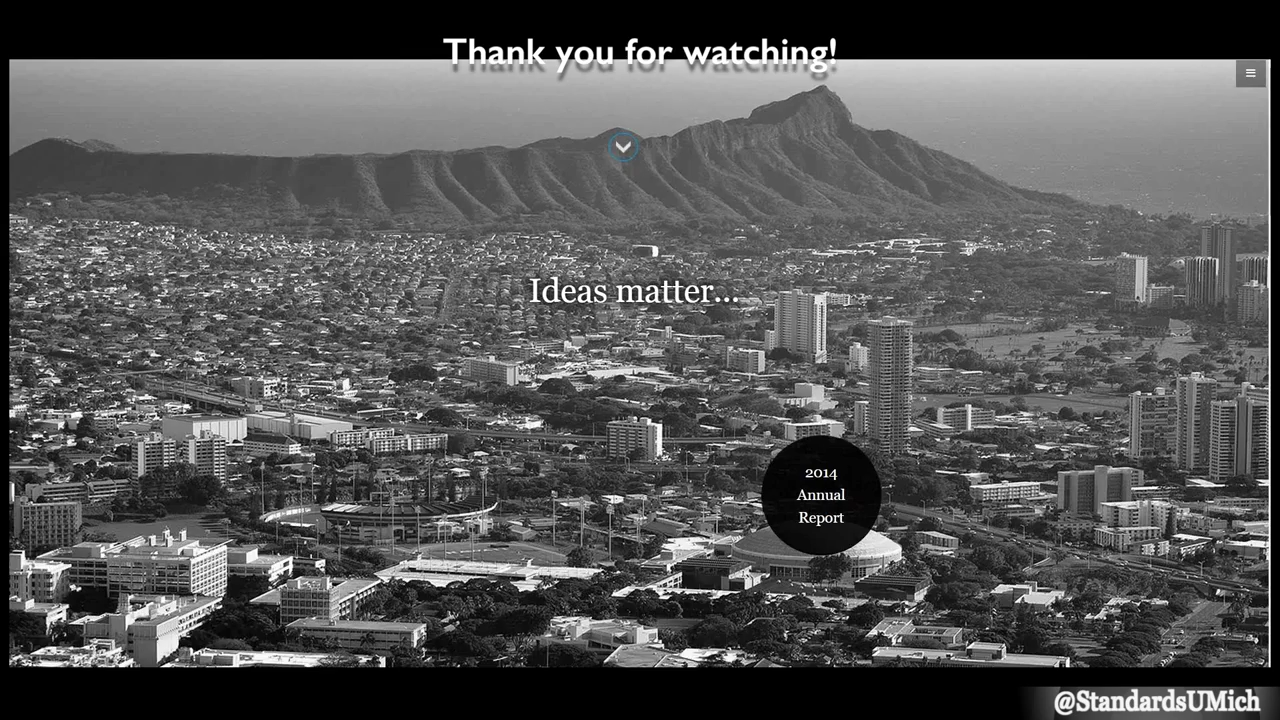 Thank you for watching!
Ideas matter...
2014
Annual
Report
@StandardsUMich